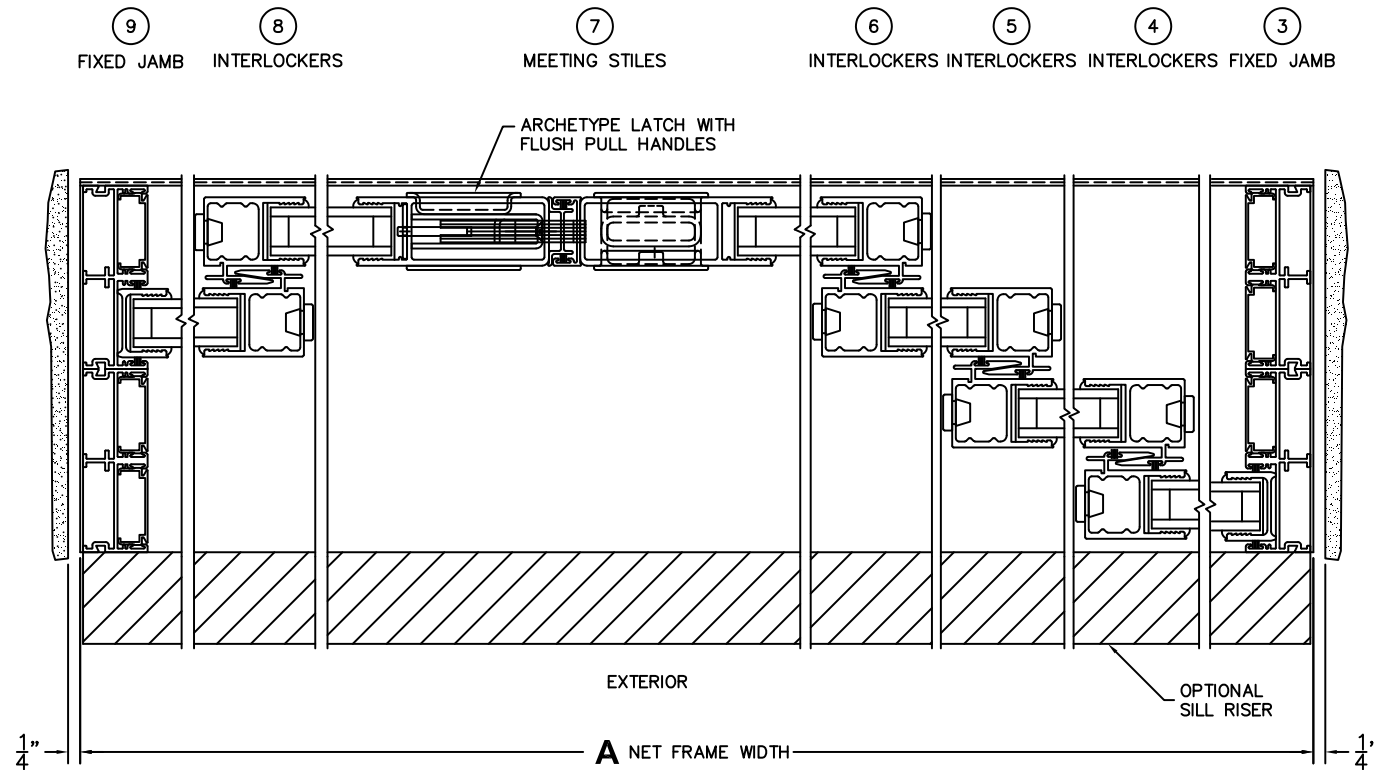 9 8 7 6 5 4 3
FIXED JAMB INTERLOCKERS MEETING STILES INTERLOCKERS INTERLOCKERS INTERLOCKERS FIXED JAMB
ARCHETYPE LATCH WITH
FLUSH PULL HANDLES
EXTERIOR
OPTIONAL
SILL RISER
1/4" A NET FRAME WIDTH 1/4'